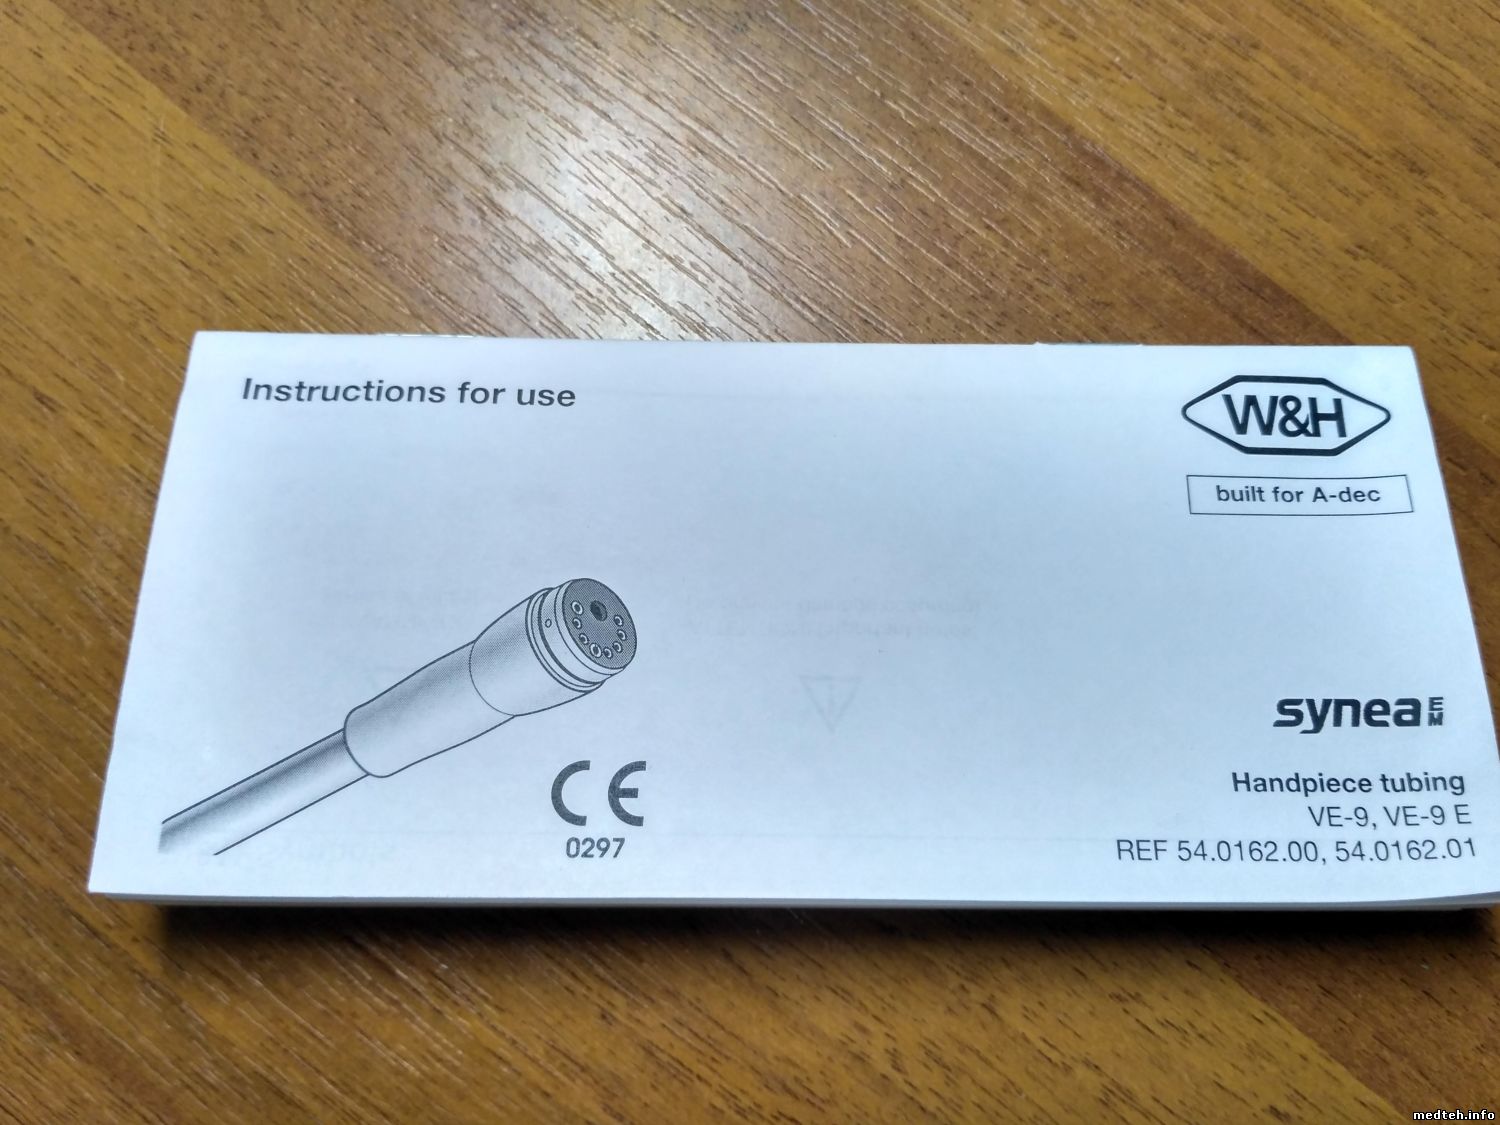 Instructions for use
W&H
built for A-dec
synea EM
Handpiece tubing
VE-9, VE-9 E
REF 54.0162.00, 54.0162.01
CE
0297
medteh.info